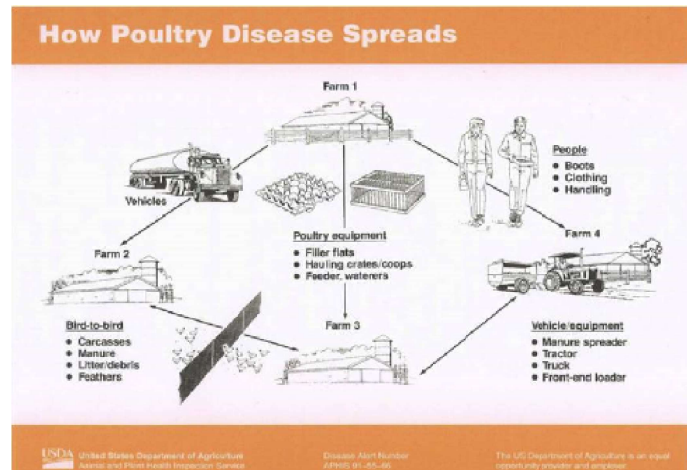 How Poultry Disease Spreads
Farm 1
Vehicles
People
• Boots
• Clothing
• Handling
Farm 2
Poultry equipment
• Filler flats
• Hauling crates/coops
• Feeder, waterers
Farm 4
Bird-to-bird
• Carcasses
• Manure
• Litter/debris
• Feathers
Farm 3
Vehicle/equipment
• Manure spreader
• Tractor
• Truck
• Front-end loader
USDA
United States Department of Agriculture
Animal and Plant Health Inspection Service
Disease Alert Number
APHIS
The US Department of Agriculture is an equal
opportunity provider and employer